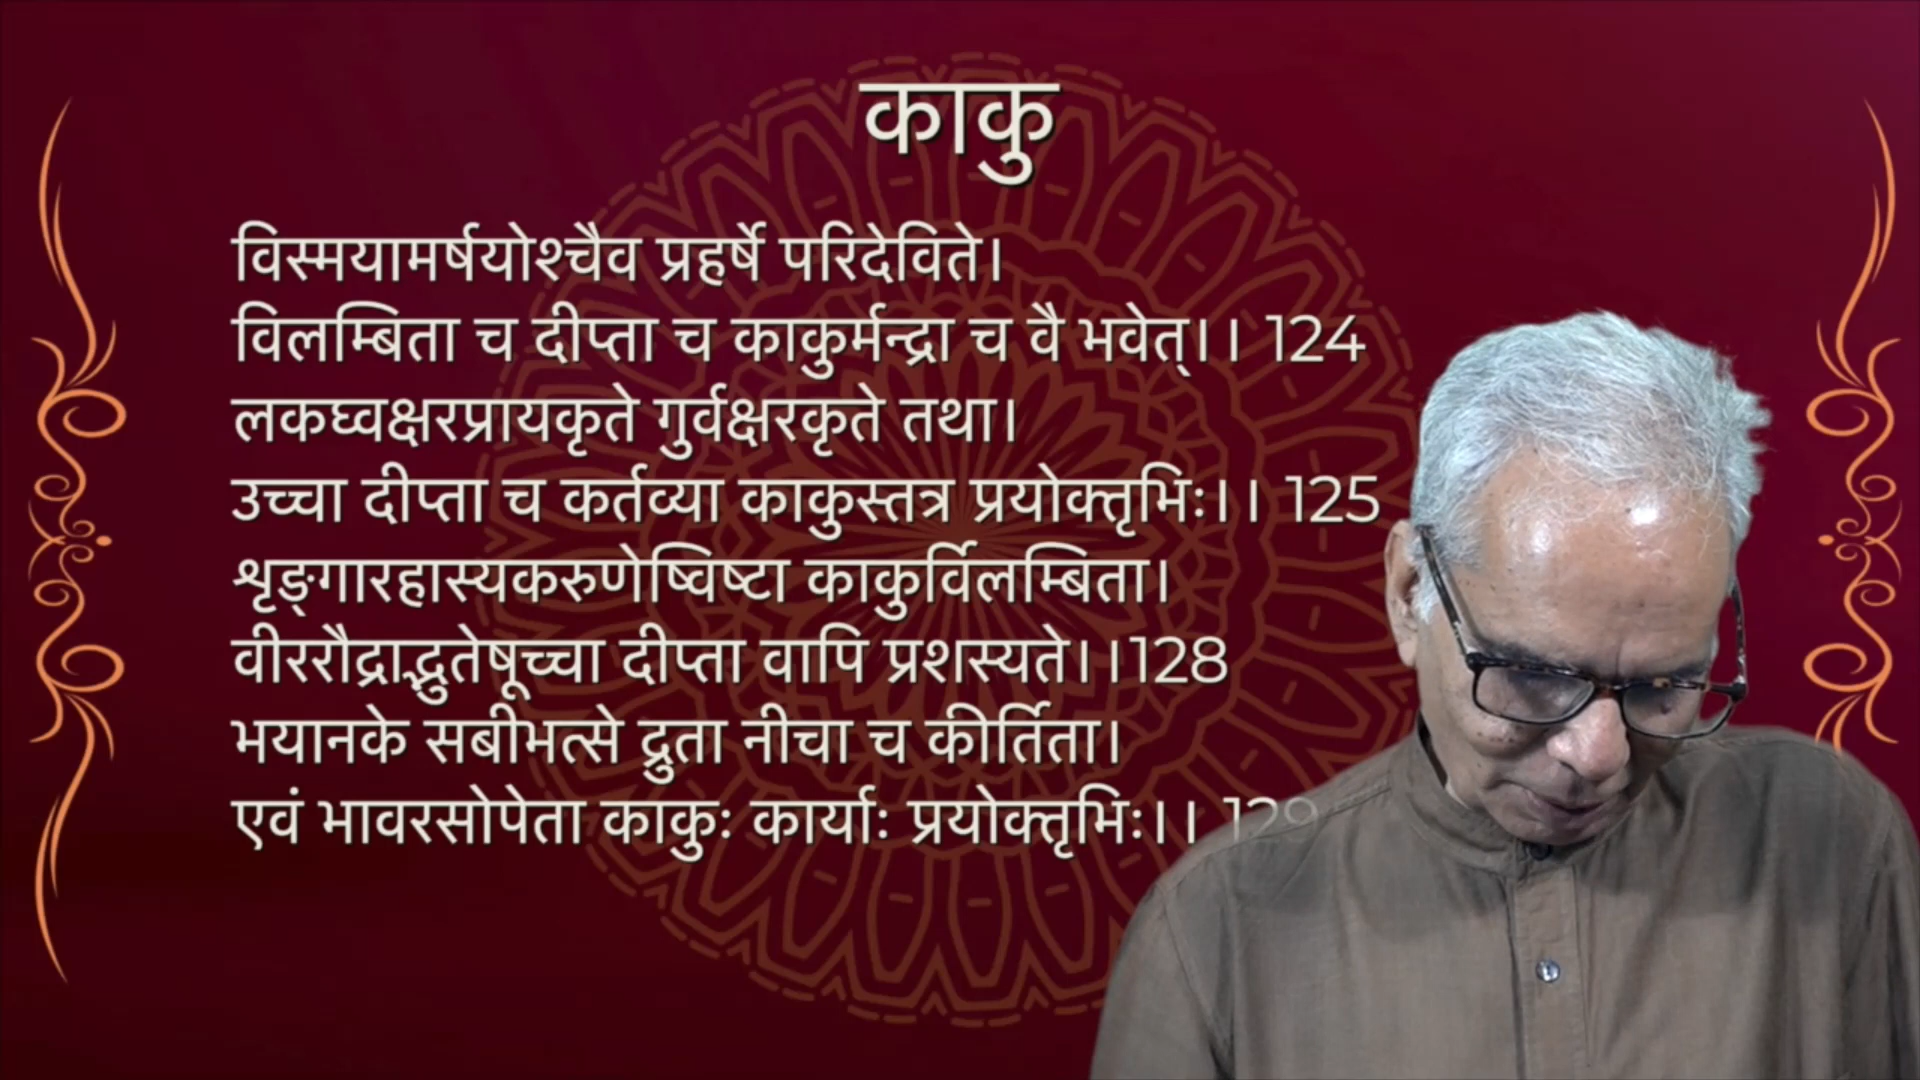 काकु
विस्मयामर्षयोश्चैव प्रहर्षे परिदेविते।
विलम्बिता च दीप्ता च काकुर्मन्द्रा च वै भवेत्।। 124
लकघ्वक्षरप्रायकृते गुर्वक्षरकृते तथा।
उच्चा दीप्ता च कर्तव्या काकुस्तत्र प्रयोक्तृभिः।। 125
शृङ्गारहास्यकरुणेष्विष्टा काकुर्विलम्बिता।
वीररौद्राद्भुतेषूच्चा दीप्ता वापि प्रशस्यते।।128
भयानके सबीभत्से द्रुता नीचा च कीर्तिता।
एवं भावरसोपेता काकुः कार्याः प्रयोक्तृभिः।। 129